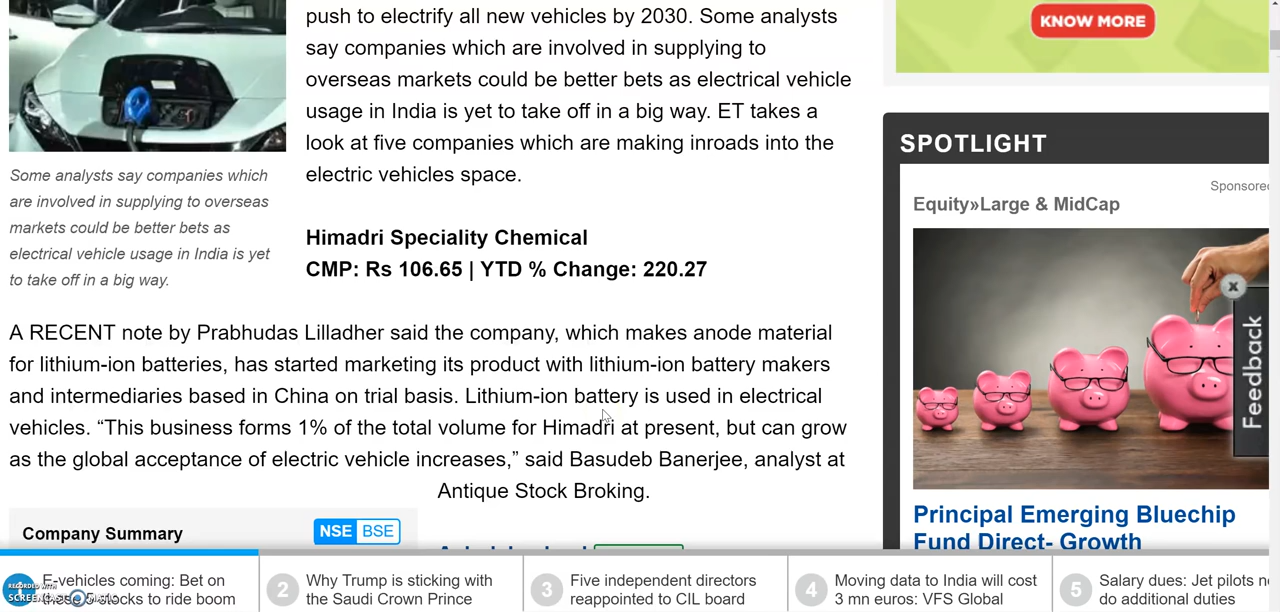 push to electrify all new vehicles by 2030. Some analysts
say companies which are involved in supplying to
overseas markets could be better bets as electrical vehicle
usage in India is yet to take off in a big way. ET takes a
look at five companies which are making inroads into the
electric vehicles space.
Some analysts say companies which
are involved in supplying to overseas
markets could be better bets as
electrical vehicle usage in India is yet
to take off in a big way.
Himadri Speciality Chemical
CMP: Rs 106.65 | YTD % Change: 220.27
A RECENT note by Prabhudas Lilladher said the company, which makes anode material
for lithium-ion batteries, has started marketing its product with lithium-ion battery makers
and intermediaries based in China on trial basis. Lithium-ion battery is used in electrical
vehicles. “This business forms 1% of the total volume for Himadri at present, but can grow
as the global acceptance of electric vehicle increases,” said Basudeb Banerjee, analyst at
Antique Stock Broking.
Company Summary
NSE BSE
KNOW MORE
SPOTLIGHT
Sponsored
Equity»Large & MidCap
Principal Emerging Bluechip
Fund Direct- Growth
x
Feedback
RECORDED WITH
E-vehicles coming: Bet on
these 5 stocks to ride boom
2
Why Trump is sticking with
the Saudi Crown Prince
3
Five independent directors
reappointed to CIL board
4
Moving data to India will cost
3 mn euros: VFS Global
5
Salary dues: Jet pilots
do additional duties